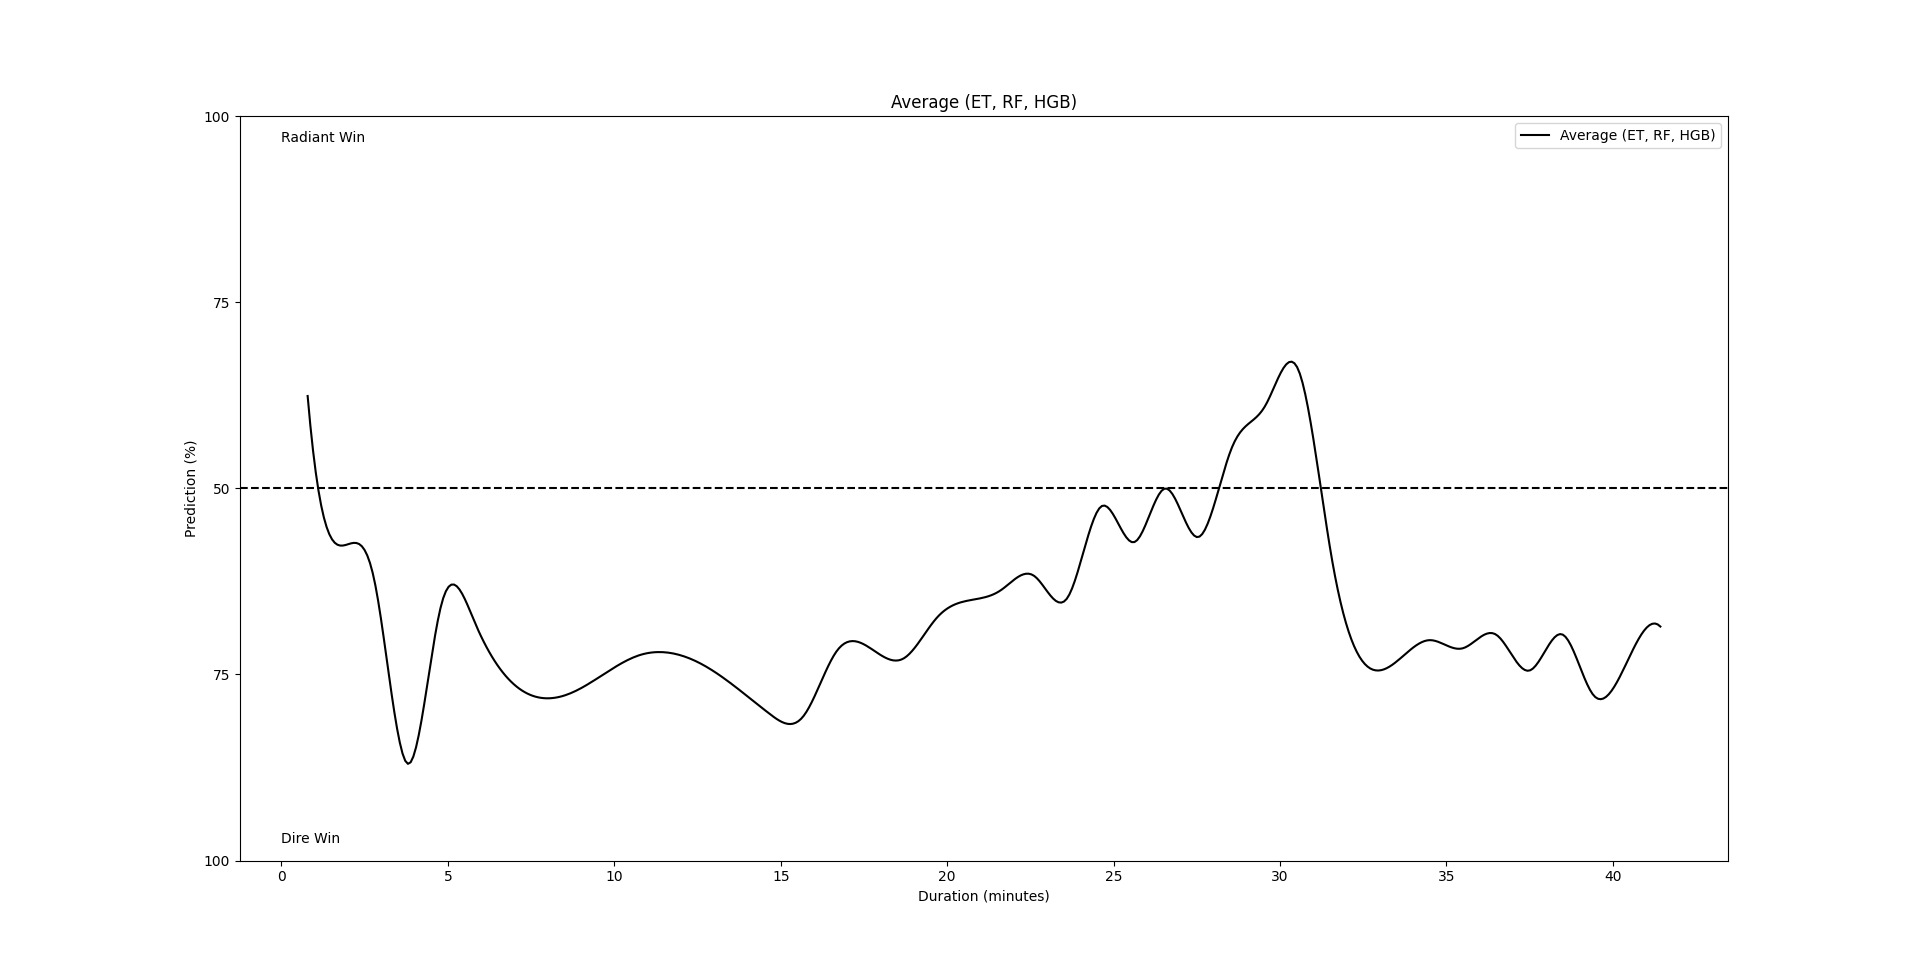 Average (ET, RF, HGB)
100
Radiant Win
Average (ET, RF, HGB)
75
Prediction (%)
50
75
Dire Win
100
0 5 10 15 20 25 30 35 40
Duration (minutes)